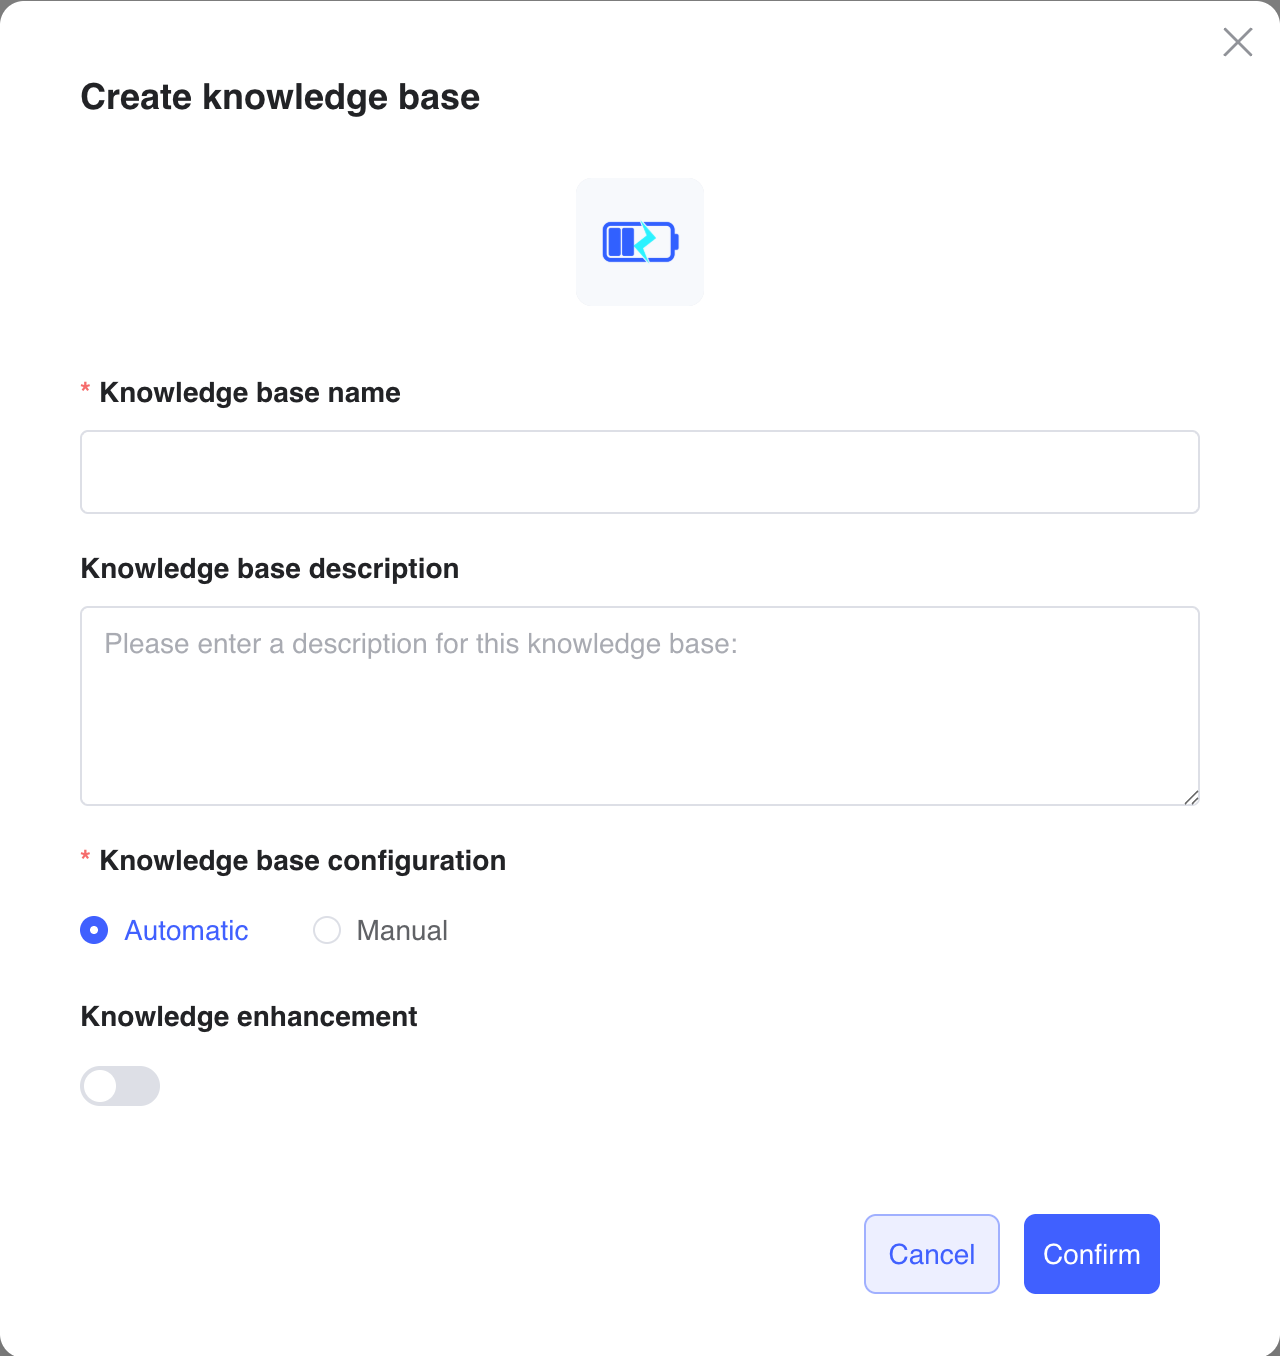 Create knowledge base
* Knowledge base name
Knowledge base description
Please enter a description for this knowledge base:
* Knowledge base configuration
Automatic Manual
Knowledge enhancement
Cancel Confirm